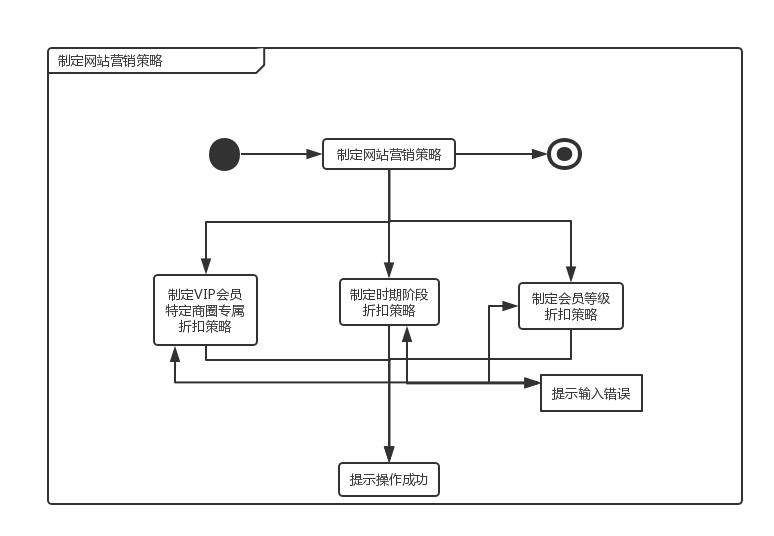 制定网站营销策略
制定网站营销策略
制定VIP会员
特定商圈专属
折扣策略
制定时期阶段
折扣策略
制定会员等级
折扣策略
提示输入错误
提示操作成功